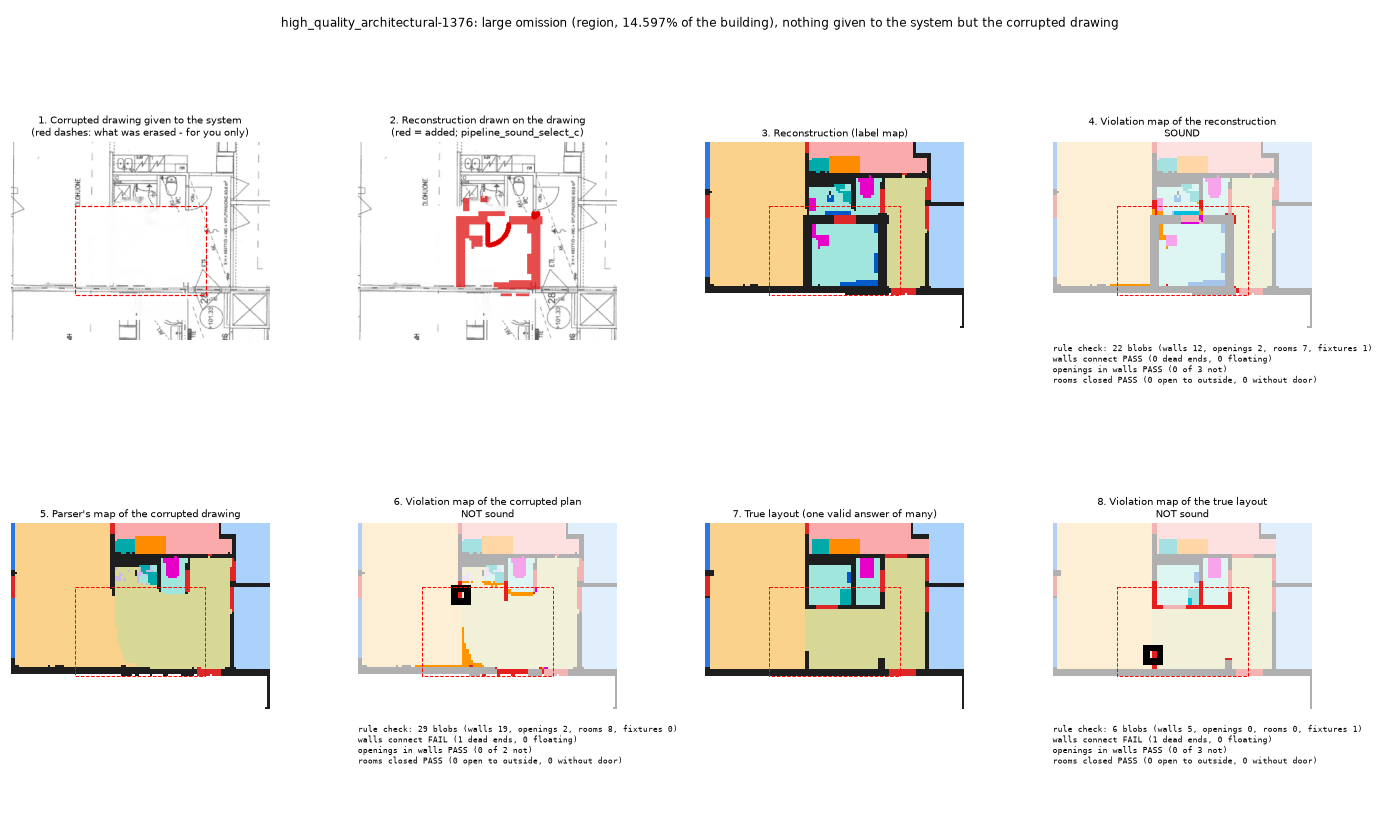 high_quality_architectural-1376: large omission (region, 14.597% of the building), nothing given to the system but the corrupted drawing
1. Corrupted drawing given to the system
(red dashes: what was erased - for you only)
2. Reconstruction drawn on the drawing
(red = added; pipeline_sound_select_c)
3. Reconstruction (label map)
4. Violation map of the reconstruction
SOUND
rule check: 22 blobs (walls 12, openings 2, rooms 7, fixtures 1)
walls connect PASS (0 dead ends, 0 floating)
openings in walls PASS (0 of 3 not)
rooms closed PASS (0 open to outside, 0 without door)
5. Parser's map of the corrupted drawing
6. Violation map of the corrupted plan
NOT sound
7. True layout (one valid answer of many)
8. Violation map of the true layout
NOT sound
rule check: 29 blobs (walls 19, openings 2, rooms 8, fixtures 0)
walls connect FAIL (1 dead ends, 0 floating)
openings in walls PASS (0 of 2 not)
rooms closed PASS (0 open to outside, 0 without door)
rule check: 6 blobs (walls 5, openings 0, rooms 0, fixtures 1)
walls connect FAIL (1 dead ends, 0 floating)
openings in walls PASS (0 of 3 not)
rooms closed PASS (0 open to outside, 0 without door)